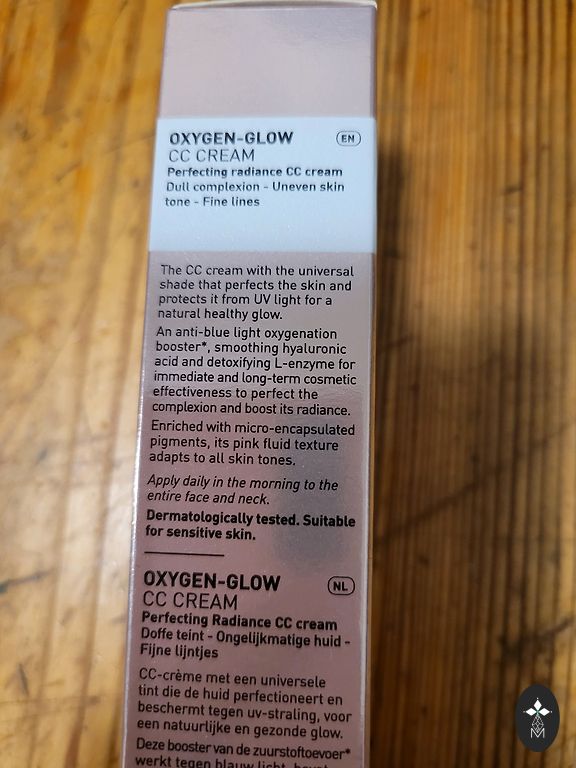 OXYGEN-GLOW
EN
CC CREAM
Perfecting radiance CC cream
Dull complexion - Uneven skin
tone - Fine lines
The CC cream with the universal
shade that perfects the skin and
protects it from UV light for a
natural healthy glow.
An anti-blue light oxygenation
booster*, smoothing hyaluronic
acid and detoxifying L-enzyme for
immediate and long-term cosmetic
effectiveness to perfect the
complexion and boost its radiance.
Enriched with micro-encapsulated
pigments, its pink fluid texture
adapts to all skin tones.
Apply daily in the morning to the
entire face and neck.
Dermatologically tested. Suitable
for sensitive skin.
OXYGEN-GLOW
NL
CC CREAM
Perfecting Radiance CC cream
Doffe teint - Ongelijkmatige huid -
Fijne lijntjes
CC-crème met een universele
tint die de huid perfectioneert en
beschermt tegen uv-straling, voor
een natuurlijke en gezonde glow.
Deze booster van de zuurstoftoevoer*
werkt tegen blauw licht, bevat